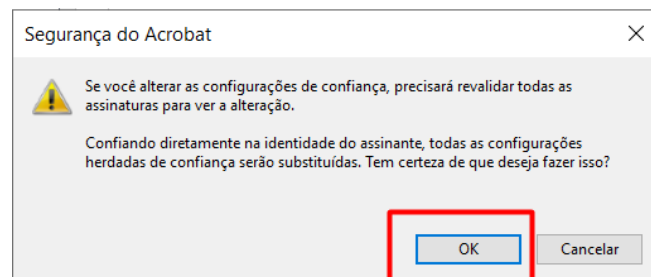 Segurança do Acrobat
Se você alterar as configurações de confiança, precisará revalidar todas as
assinaturas para ver a alteração.
Confiando diretamente na identidade do assinante, todas as configurações
herdadas de confiança serão substituídas. Tem certeza de que deseja fazer isso?
OK
Cancelar